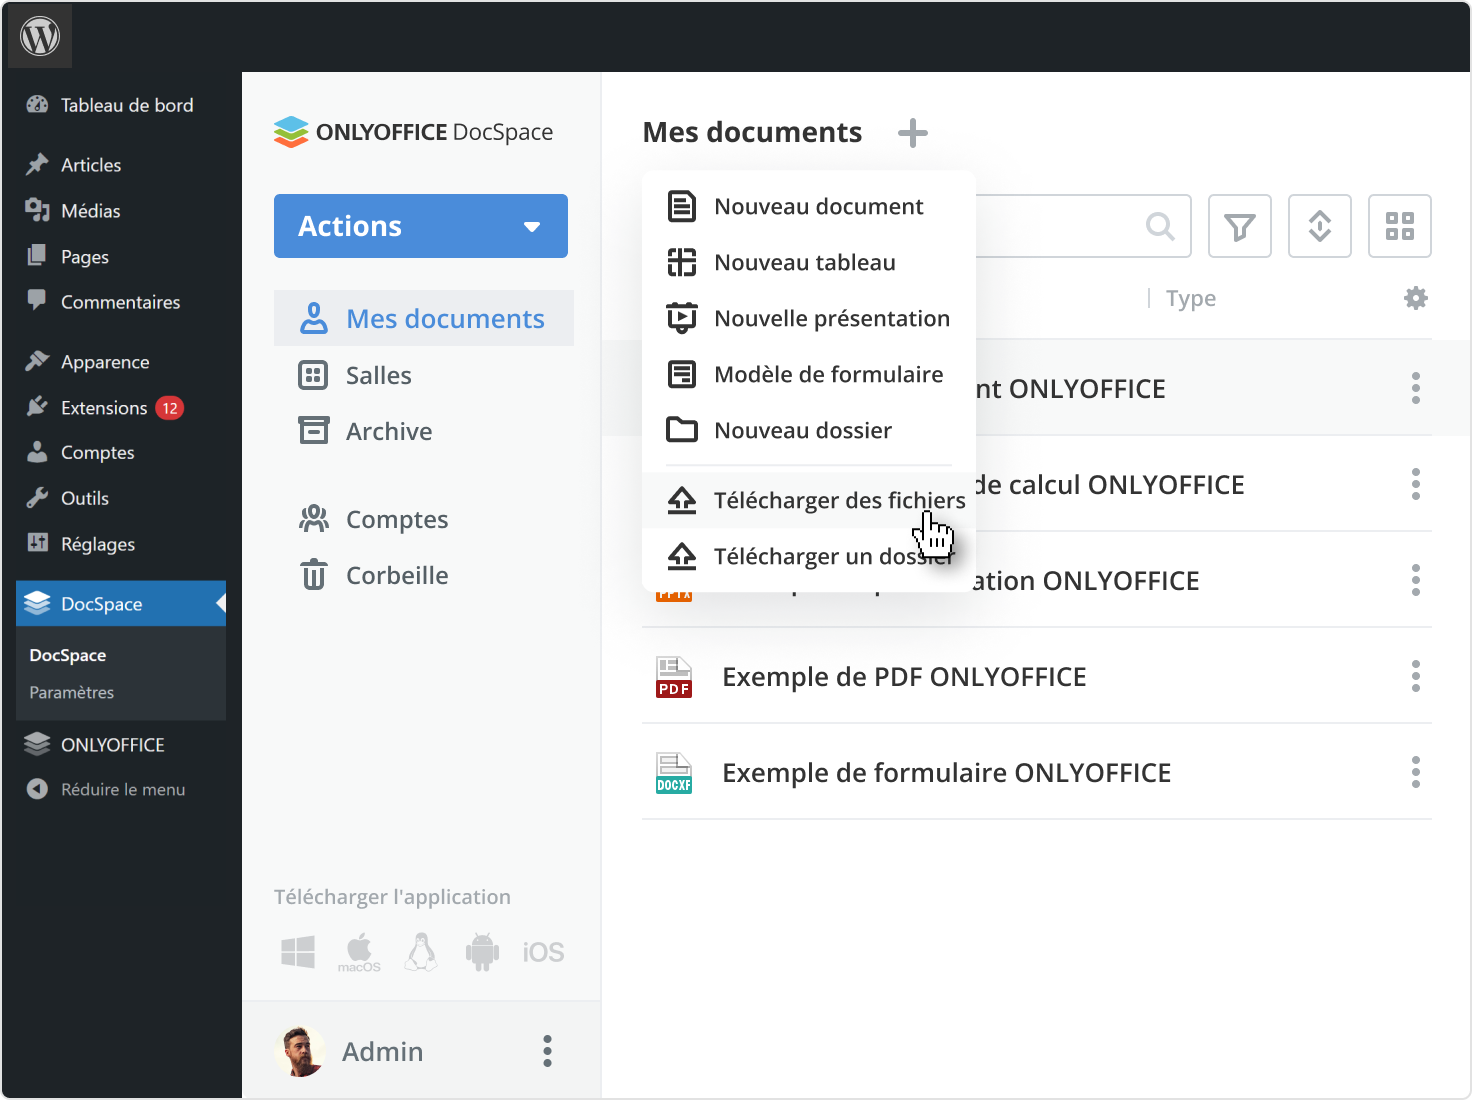 Tableau de bord
Articles
Médias
Pages
Commentaires
Apparence
Extensions 12
Comptes
Outils
Réglages
DocSpace
DocSpace
Paramètres
ONLYOFFICE
Réduire le menu
ONLYOFFICE DocSpace
Actions
Mes documents
Salles
Archive
Comptes
Corbeille
Télécharger l'application
macOS
iOS
Admin
Mes documents
Nouveau document
Nouveau tableau
Nouvelle présentation
Modèle de formulaire
Nouveau dossier
Télécharger des fichiers
Télécharger un dossier
Type
nt ONLYOFFICE
de calcul ONLYOFFICE
ation ONLYOFFICE
PPTX
PDF
Exemple de PDF ONLYOFFICE
DOCXF
Exemple de formulaire ONLYOFFICE